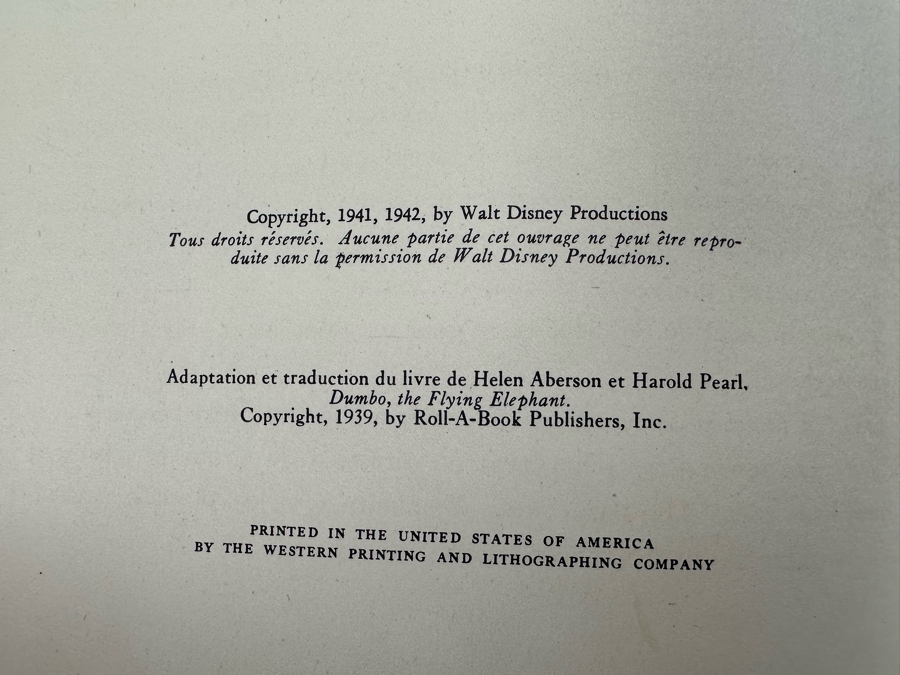 Copyright, 1941, 1942, by Walt Disney Productions
Tous droits réservés. Aucune partie de cet ouvrage ne peut être repro-
duite sans la permission de Walt Disney Productions.
Adaptation et traduction du livre de Helen Aberson et Harold Pearl,
Dumbo, the Flying Elephant.
Copyright, 1939, by Roll-A-Book Publishers, Inc.
PRINTED IN THE UNITED STATES OF AMERICA
BY THE WESTERN PRINTING AND LITHOGRAPHING COMPANY